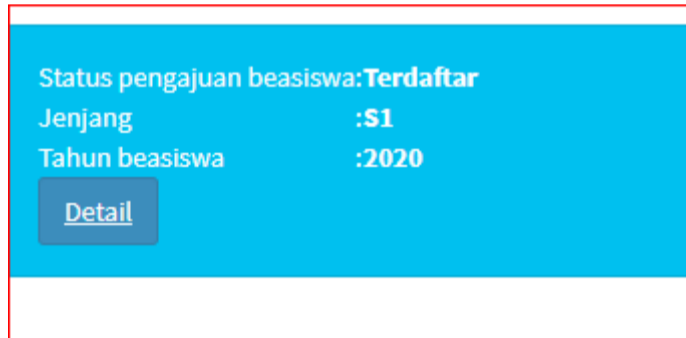 Status pengajuan beasiswa:Terdaftar
Jenjang :S1
Tahun beasiswa :2020
Detail